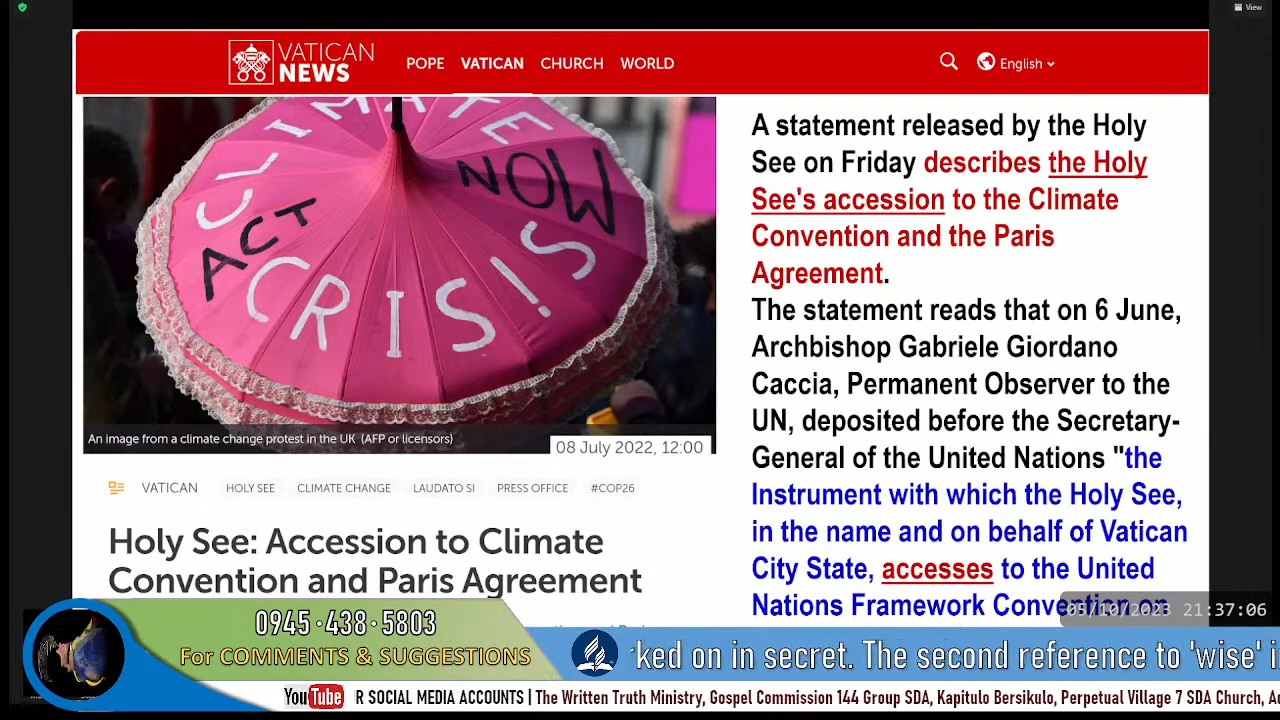 View
VATICAN
NEWS
POPE VATICAN CHURCH WORLD
English
CLIMATE
ACT NOW
CRISIS!
An image from a climate change protest in the UK (AFP or licensors)
08 July 2022, 12:00
VATICAN HOLY SEE CLIMATE CHANGE LAUDATO SI PRESS OFFICE #COP26
Holy See: Accession to Climate
Convention and Paris Agreement
A statement released by the Holy
See on Friday describes the Holy
See's accession to the Climate
Convention and the Paris
Agreement.
The statement reads that on 6 June,
Archbishop Gabriele Giordano
Caccia, Permanent Observer to the
UN, deposited before the Secretary-
General of the United Nations "the
Instrument with which the Holy See,
in the name and on behalf of Vatican
City State, accesses to the United
Nations Framework Convention on
05/10/2023 21:37:06
0945·438·5803
For COMMENTS & SUGGESTIONS
ked on in secret. The second reference to 'wise' i
YouTube R SOCIAL MEDIA ACCOUNTS | The Written Truth Ministry, Gospel Commission 144 Group SDA, Kapitulo Bersikulo, Perpetual Village 7 SDA Church, A